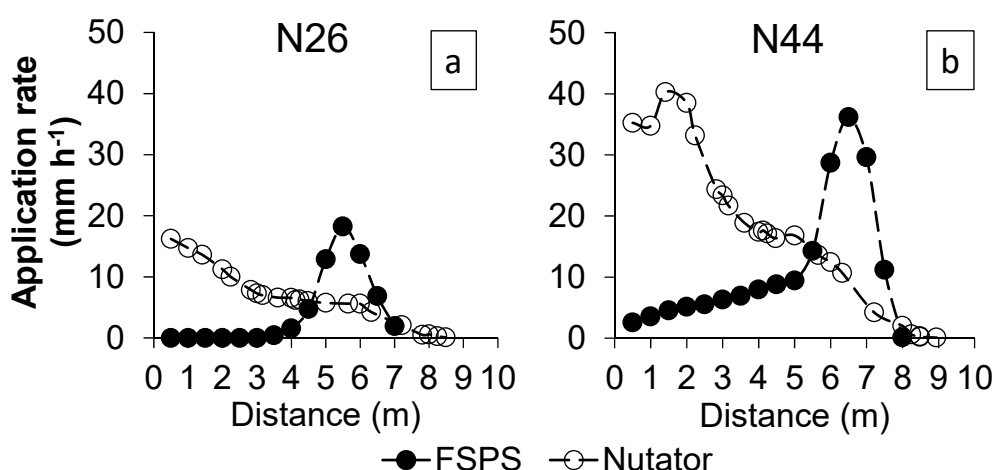 N26
a
Application rate
(mm h⁻¹)
50
40
30
20
10
0
0 1 2 3 4 5 6 7 8 9 10
Distance (m)
N44
b
50
40
30
20
10
0
0 1 2 3 4 5 6 7 8 9 10
Distance (m)
FSPS Nutator